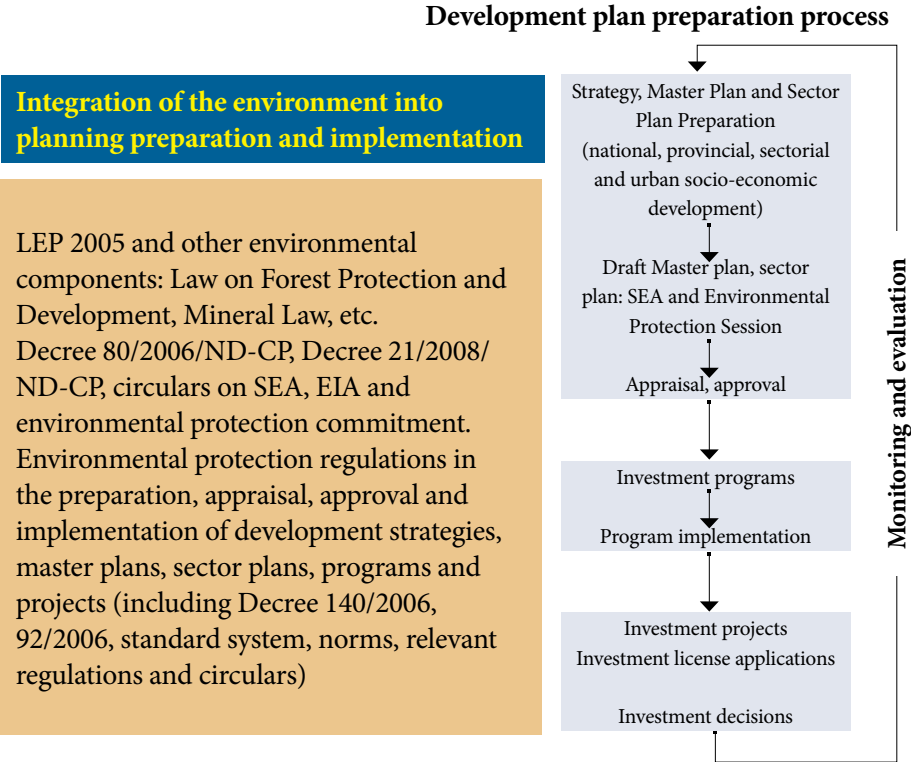 Development plan preparation process
Integration of the environment into
planning preparation and implementation
LEP 2005 and other environmental
components: Law on Forest Protection and
Development, Mineral Law, etc.
Decree 80/2006/ND-CP, Decree 21/2008/
ND-CP, circulars on SEA, EIA and
environmental protection commitment.
Environmental protection regulations in
the preparation, appraisal, approval and
implementation of development strategies,
master plans, sector plans, programs and
projects (including Decree 140/2006,
92/2006, standard system, norms, relevant
regulations and circulars)
Strategy, Master Plan and Sector
Plan Preparation
(national, provincial, sectorial
and urban socio-economic
development)
Draft Master plan, sector
plan: SEA and Environmental
Protection Session
Appraisal, approval
Investment programs
Program implementation
Investment projects
Investment license applications
Investment decisions
Monitoring and evaluation